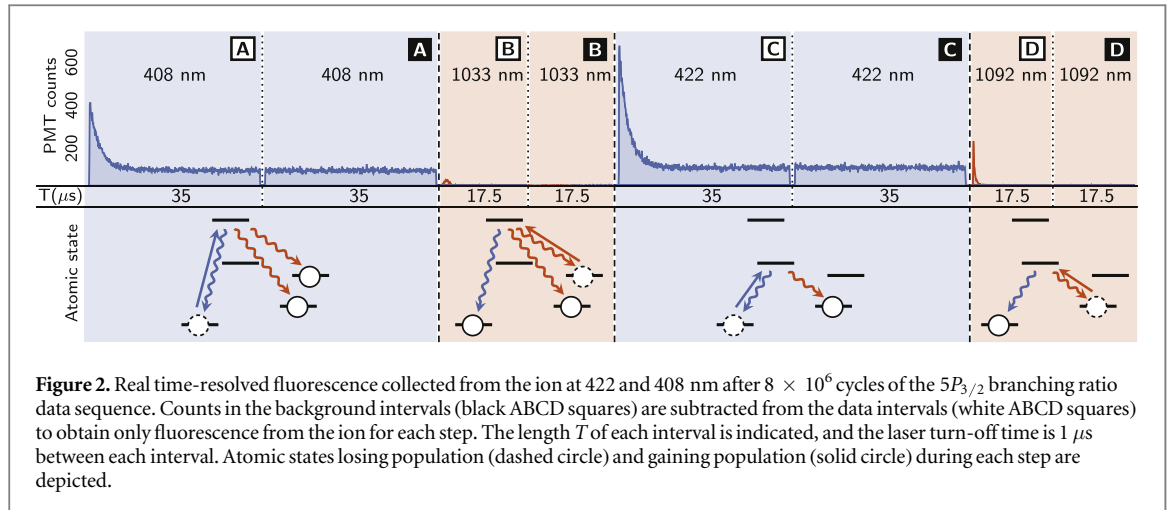 A A B B C C D D
408 nm 408 nm 1033 nm 1033 nm 422 nm 422 nm 1092 nm 1092 nm
PMT counts
600
400
200
T(μs) 35 35 17.5 17.5 35 35 17.5 17.5
Atomic state
Figure 2. Real time-resolved fluorescence collected from the ion at 422 and 408 nm after 8 × 10⁶ cycles of the 5P₃/₂ branching ratio
data sequence. Counts in the background intervals (black ABCD squares) are subtracted from the data intervals (white ABCD squares)
to obtain only fluorescence from the ion for each step. The length T of each interval is indicated, and the laser turn-off time is 1 μs
between each interval. Atomic states losing population (dashed circle) and gaining population (solid circle) during each step are
depicted.